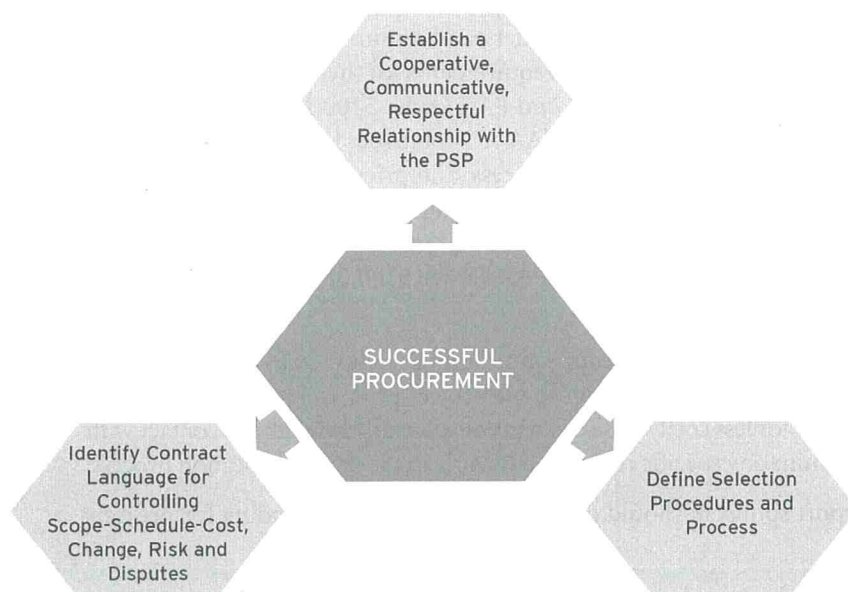 Establish a
Cooperative,
Communicative,
Respectful
Relationship with
the PSP
SUCCESSFUL
PROCUREMENT
Identify Contract
Language for
Controlling
Scope-Schedule-Cost,
Change, Risk and
Disputes
Define Selection
Procedures and
Process